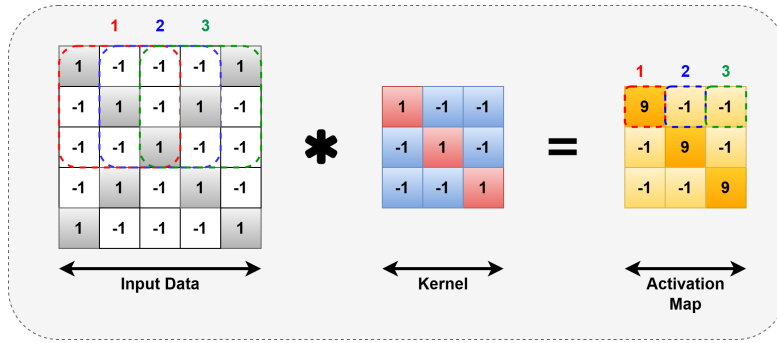 1 2 3
1 -1 -1 -1 1
-1 1 -1 1 -1
-1 -1 1 -1 -1
-1 1 -1 1 -1
1 -1 -1 -1 1
Input Data
*
1 -1 -1
-1 1 -1
-1 -1 1
Kernel
=
1 2 3
9 -1 -1
-1 9 -1
-1 -1 9
Activation
Map